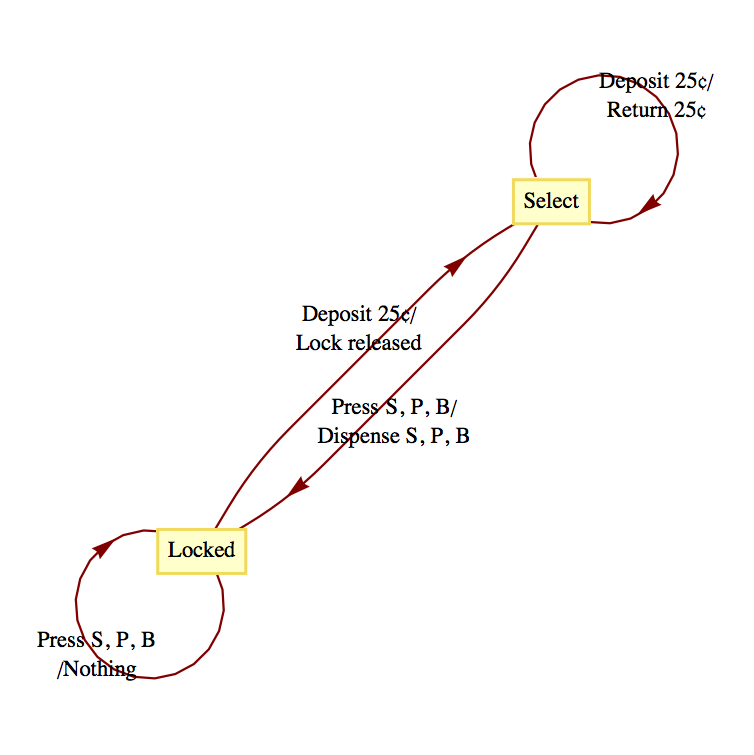 Deposit 25¢/
Return 25¢
Select
Deposit 25¢/
Lock released
Press S, P, B/
Dispense S, P, B
Locked
Press S, P, B
/Nothing